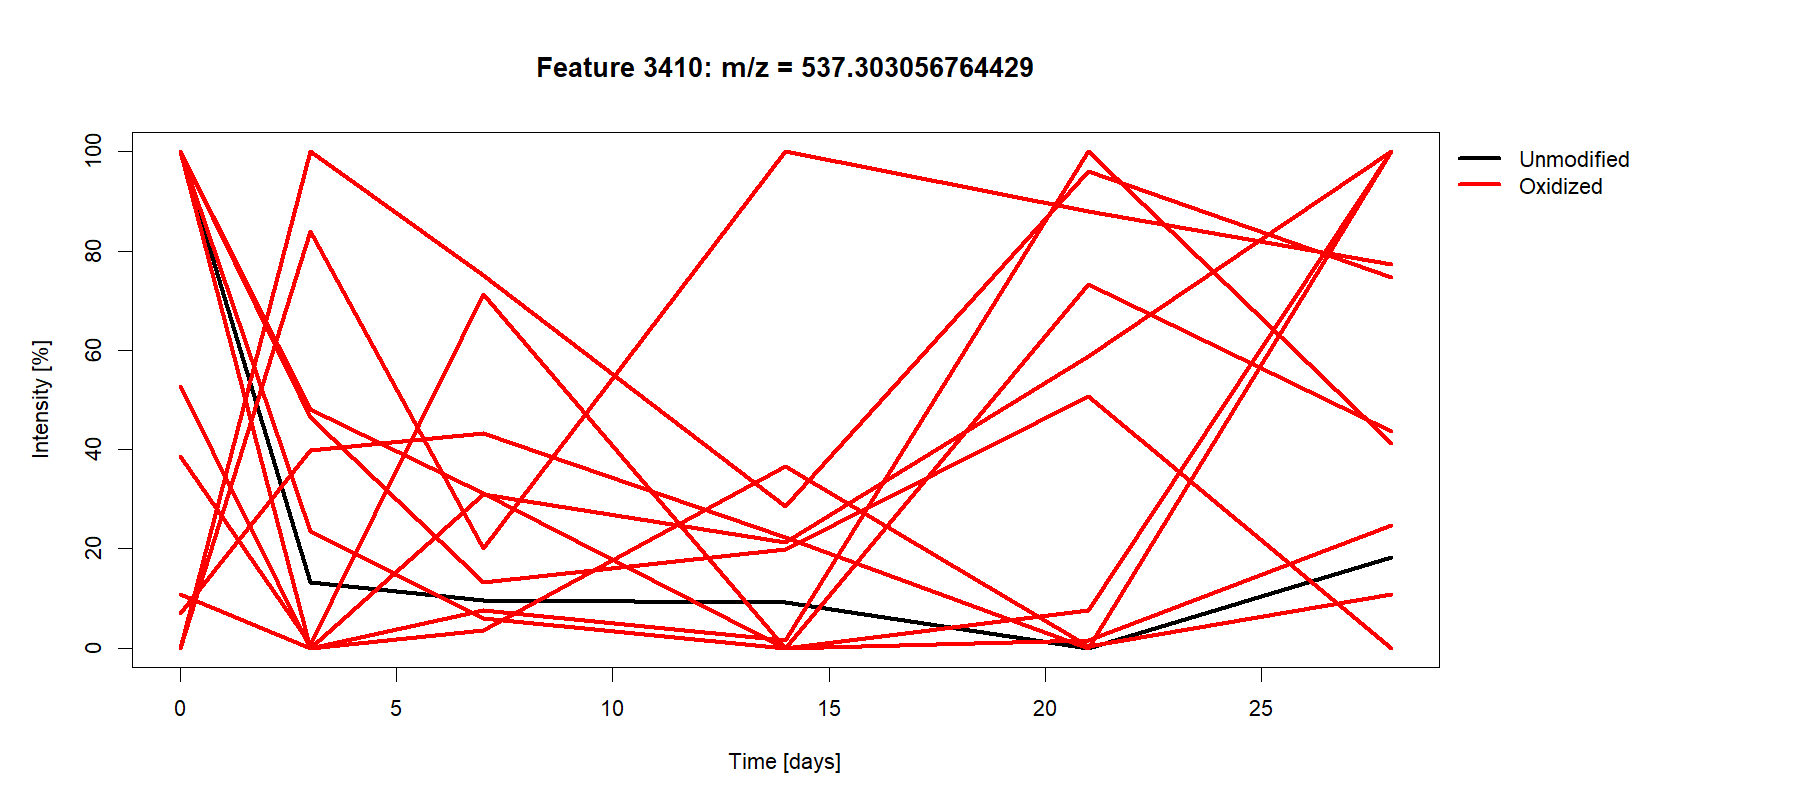 Feature 3410: m/z = 537.303056764429
100
80
60
40
20
0
Intensity [%]
0 5 10 15 20 25
Time [days]
Unmodified
Oxidized